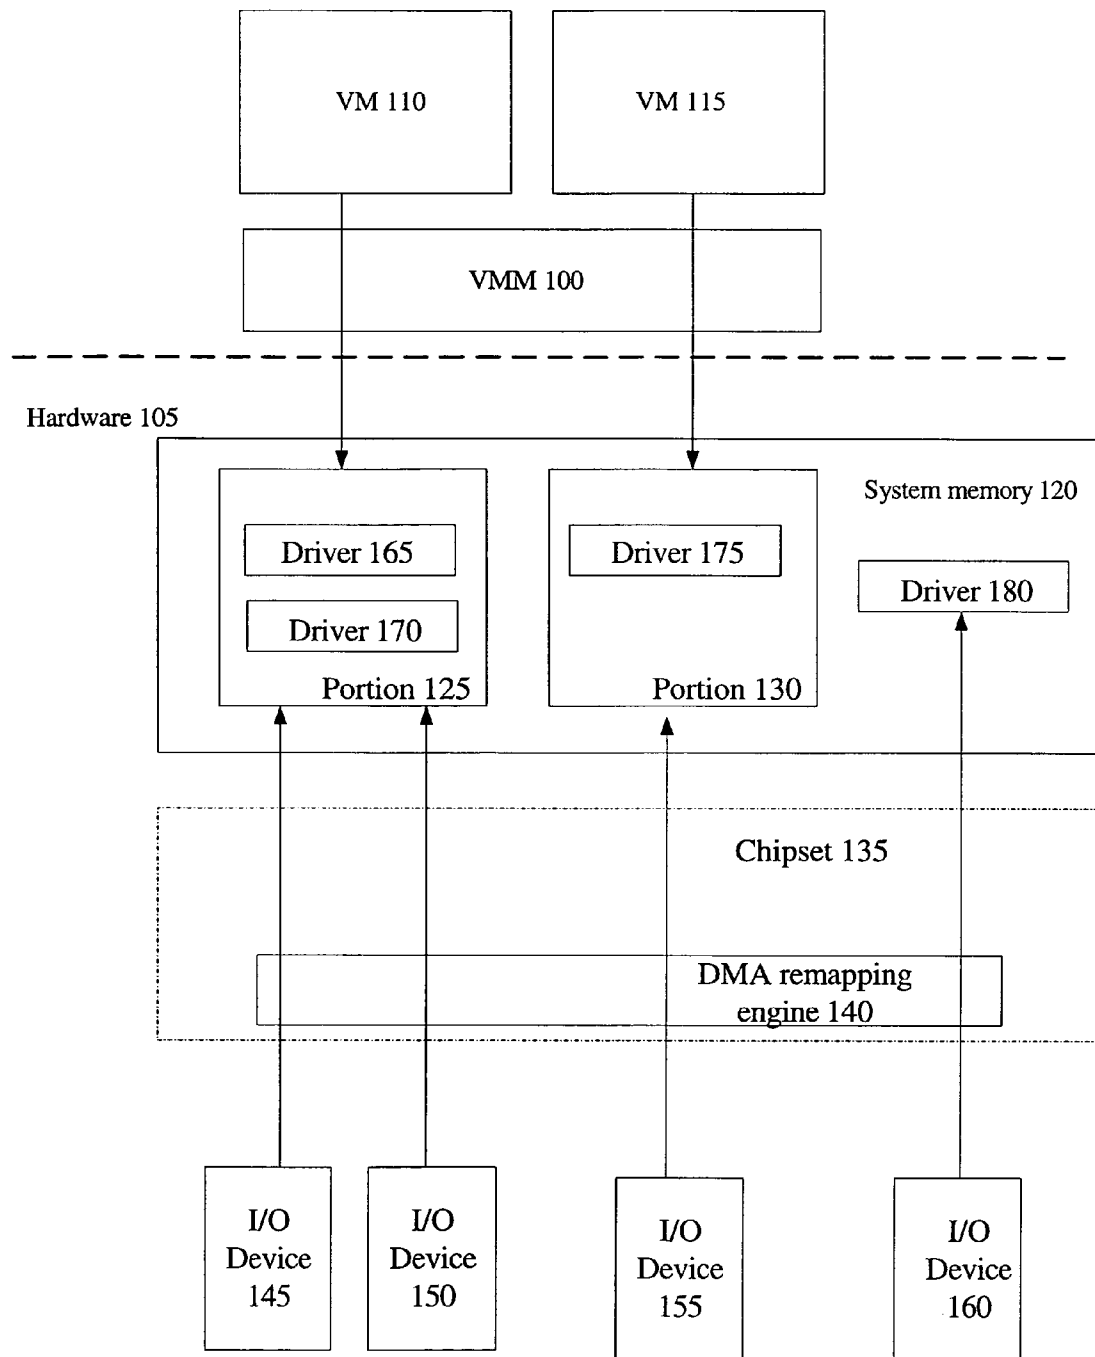 VM 110
VM 115
VMM 100
Hardware 105
System memory 120
Driver 165
Driver 175
Driver 180
Driver 170
Portion 125
Portion 130
Chipset 135
DMA remapping
engine 140
I/O
Device
145
I/O
Device
150
I/O
Device
155
I/O
Device
160